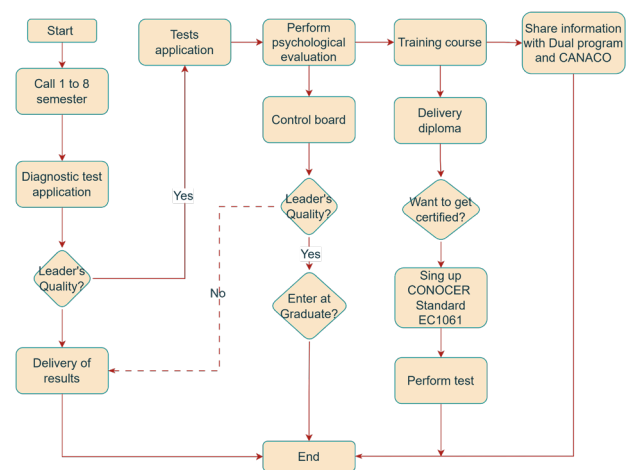 Start
Call 1 to 8
semester
Diagnostic test
application
Leader's
Quality?
Delivery of
results
Yes
Tests
application
Perform
psychological
evaluation
Control board
Leader's
Quality?
No
Yes
Enter at
Graduate?
End
Training course
Delivery
diploma
Want to get
certified?
Sing up
CONOCER
Standard
EC1061
Perform test
Share information
with Dual program
and CANACO